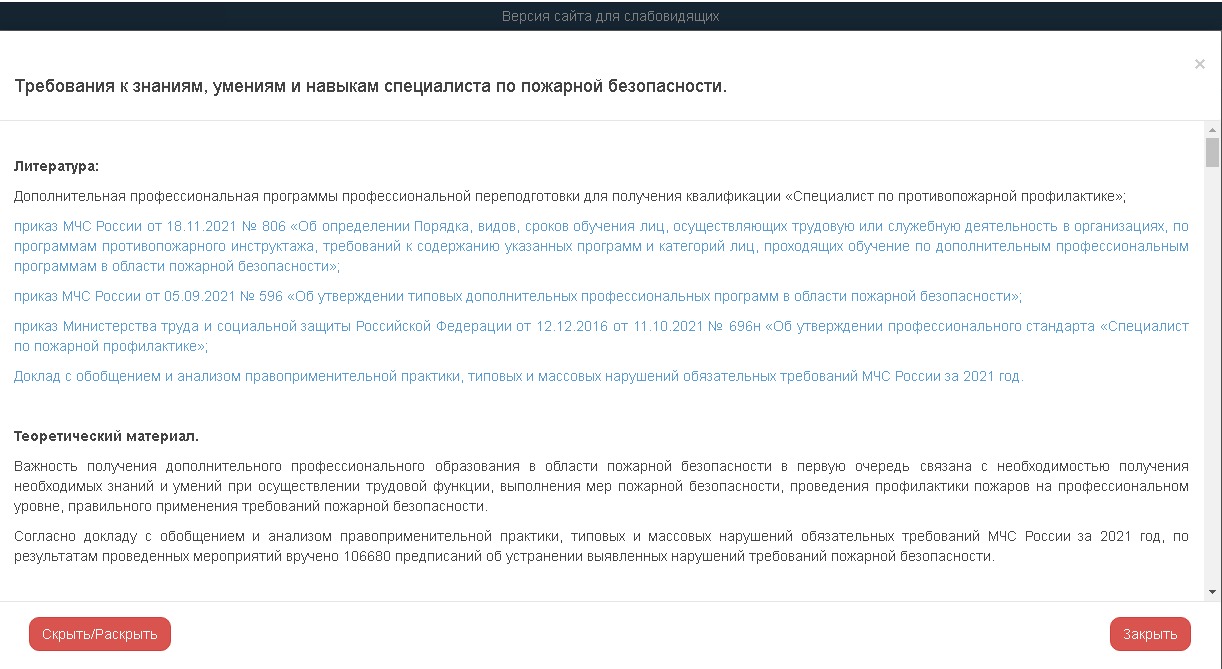 Версия сайта для слабовидящих
×
Требования к знаниям, умениям и навыкам специалиста по пожарной безопасности.
Литература:
Дополнительная профессиональная программы профессиональной переподготовки для получения квалификации «Специалист по противопожарной профилактике»;
приказ МЧС России от 18.11.2021 № 806 «Об определении Порядка, видов, сроков обучения лиц, осуществляющих трудовую или служебную деятельность в организациях, по
программам противопожарного инструктажа, требований к содержанию указанных программ и категорий лиц, проходящих обучение по дополнительным профессиональным
программам в области пожарной безопасности»;
приказ МЧС России от 05.09.2021 № 596 «Об утверждении типовых дополнительных профессиональных программ в области пожарной безопасности»;
приказ Министерства труда и социальной защиты Российской Федерации от 12.12.2016 от 11.10.2021 № 696н «Об утверждении профессионального стандарта «Специалист
по пожарной профилактике»;
Доклад с обобщением и анализом правоприменительной практики, типовых и массовых нарушений обязательных требований МЧС России за 2021 год.
Теоретический материал.
Важность получения дополнительного профессионального образования в области пожарной безопасности в первую очередь связана с необходимостью получения
необходимых знаний и умений при осуществлении трудовой функции, выполнения мер пожарной безопасности, проведения профилактики пожаров на профессиональном
уровне, правильного применения требований пожарной безопасности.
Согласно докладу с обобщением и анализом правоприменительной практики, типовых и массовых нарушений обязательных требований МЧС России за 2021 год, по
результатам проведенных мероприятий вручено 106680 предписаний об устранении выявленных нарушений требований пожарной безопасности.
Скрыть/Раскрыть
Закрыть